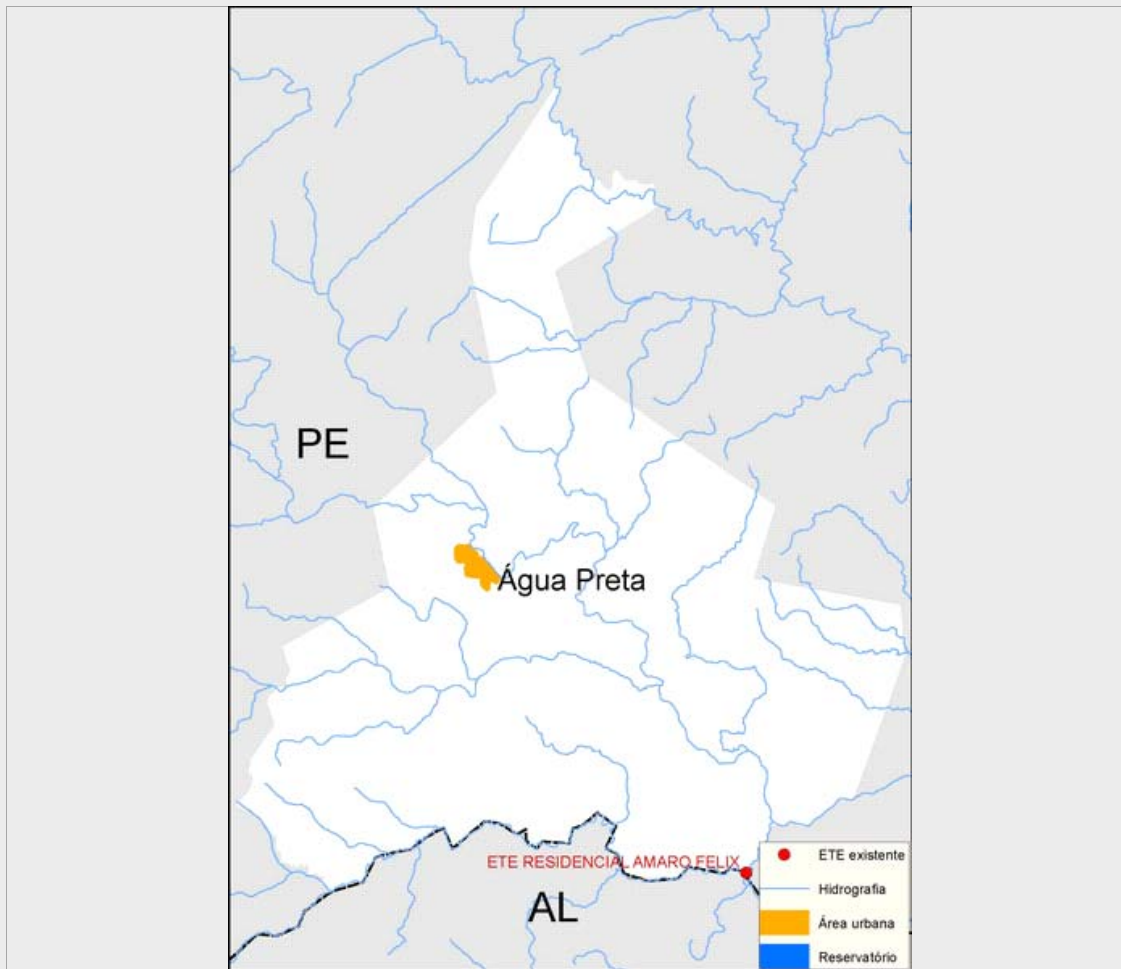 PE
Água Preta
ETE RESIDENCIAL AMARO FELIX
AL
ETE existente
Hidrografia
Área urbana
Reservatório